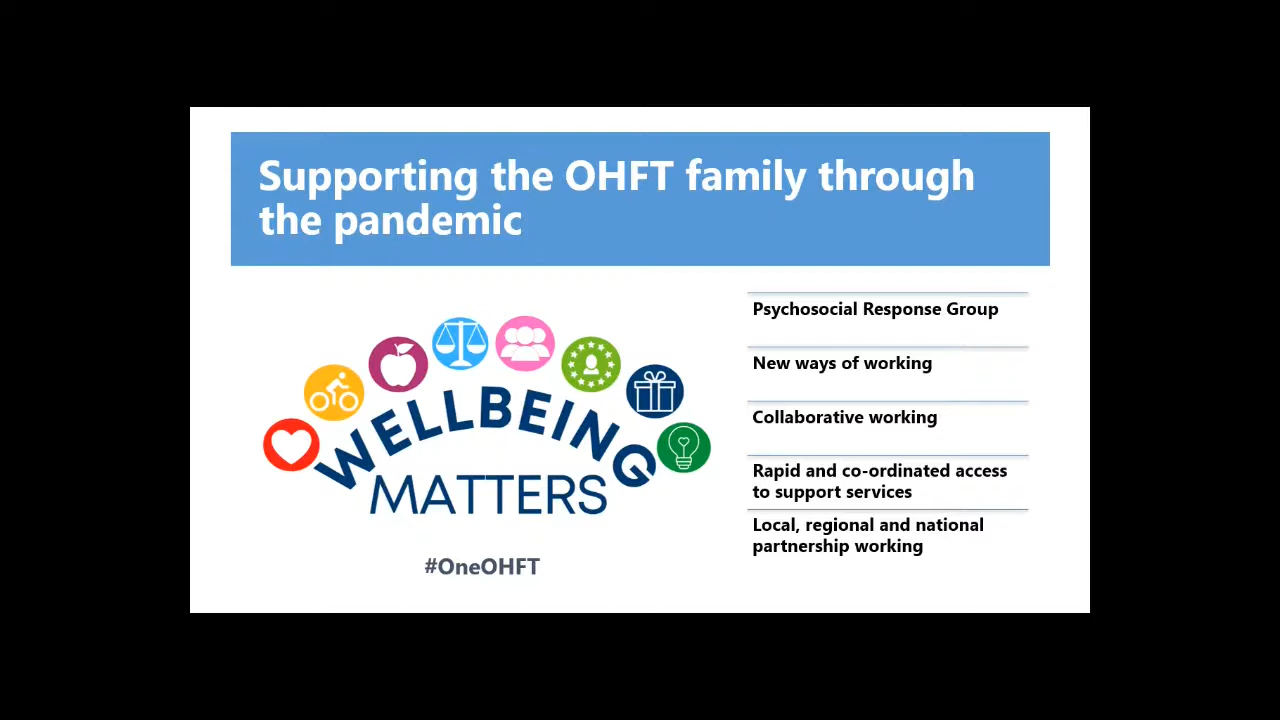 Supporting the OHFT family through
the pandemic
WELLBEING
MATTERS
#OneOHFT
Psychosocial Response Group
New ways of working
Collaborative working
Rapid and co-ordinated access
to support services
Local, regional and national
partnership working